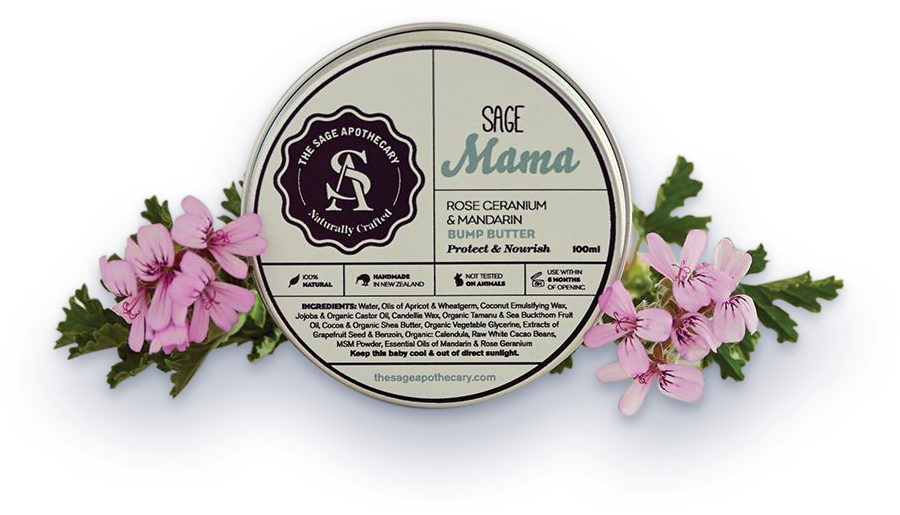 THE SAGE APOTHECARY
SA
Naturally Crafted
SAGE
Mama
ROSE GERANIUM
& MANDARIN
BUMP BUTTER
Protect & Nourish 100ml
100%
NATURAL
HANDMADE
IN NEW ZEALAND
NOT TESTED
ON ANIMALS
6M
USE WITHIN
6 MONTHS
OF OPENING
INGREDIENTS: Water, Oils of Apricot & Wheatgerm, Coconut Emulsifying Wax,
Jojoba & Organic Castor Oil, Candellia Wax, Organic Tamanu & Sea Buckthorn Fruit
Oil, Cocoa & Organic Shea Butter, Organic Vegetable Glycerine, Extracts of
Grapefruit Seed & Benzoin, Organic: Calendula, Raw White Cacao Beans,
MSM Powder, Essential Oils of Mandarin & Rose Geranium
Keep this baby cool & out of direct sunlight.
thesageapothecary.com